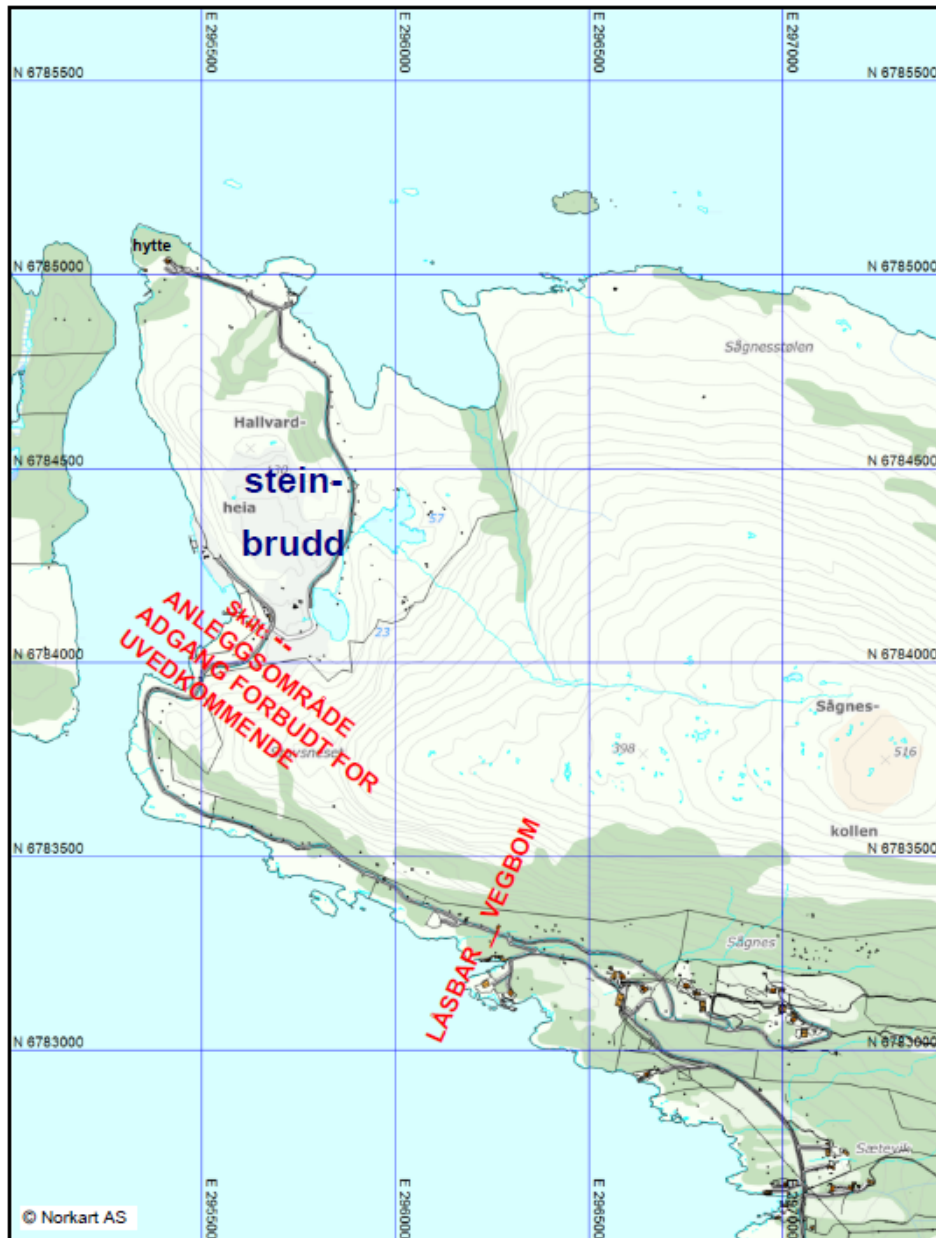 E 295500
E 296000
E 296500
E 297000
N 6785500
N 6785500
hytte
N 6785000
N 6785000
Sågnesstølen
Hallvard-
N 6784500
N 6784500
stein-
heia
57
brudd
Skilt: --
ANLEGGSOMRÅDE
ADGANG FORBUDT FOR
UVEDKOMMENDE
23
N 6784000
N 6784000
Sågnes-
398
516
kollen
N 6783500
N 6783500
LÅSBAR -- VEGBOM
Sågnes
N 6783000
N 6783000
Sætevik
© Norkart AS
E 295500
E 296000
E 296500
E 297000